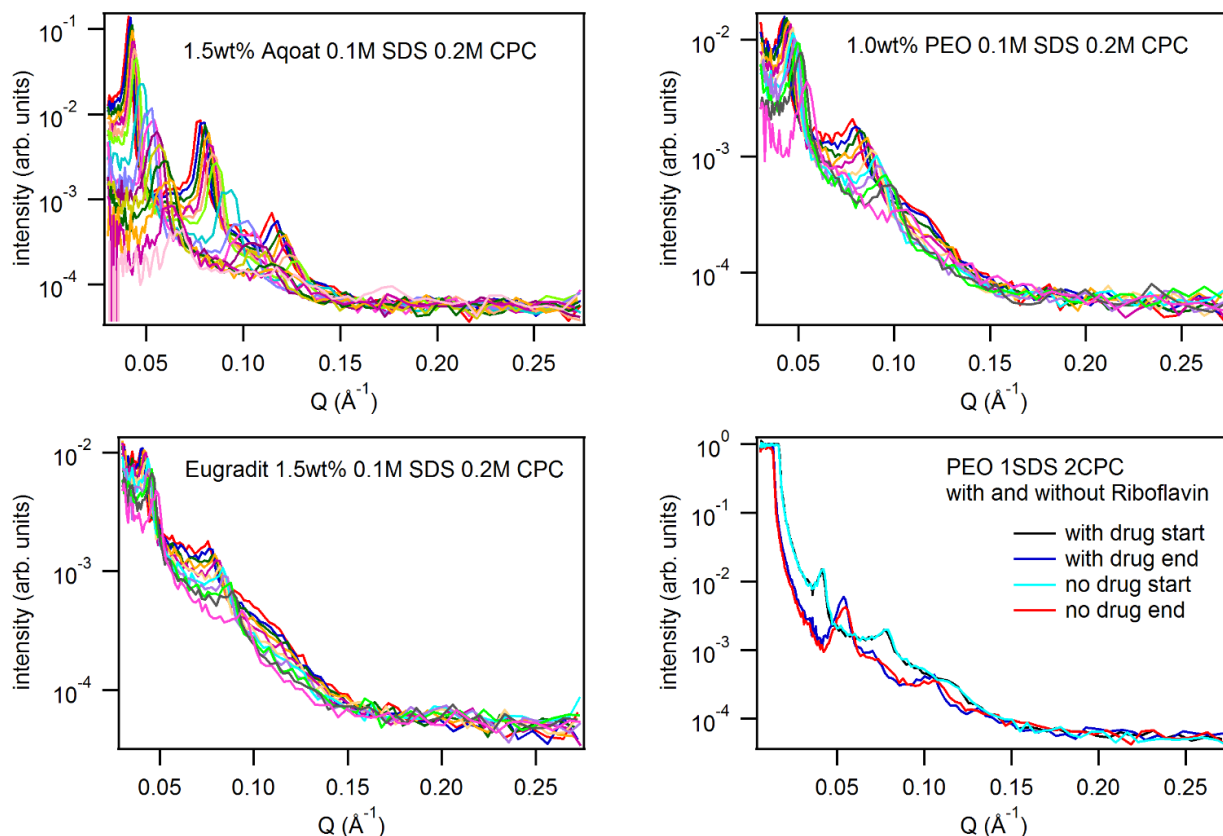 1.5wt% Aqoat 0.1M SDS 0.2M CPC
intensity (arb. units)
10⁻¹
10⁻²
10⁻³
10⁻⁴
0.05 0.10 0.15 0.20 0.25
Q (Å⁻¹)
1.0wt% PEO 0.1M SDS 0.2M CPC
intensity (arb. units)
10⁻²
10⁻³
10⁻⁴
0.05 0.10 0.15 0.20 0.25
Q (Å⁻¹)
Eugradit 1.5wt% 0.1M SDS 0.2M CPC
intensity (arb. units)
10⁻²
10⁻³
10⁻⁴
0.05 0.10 0.15 0.20 0.25
Q (Å⁻¹)
PEO 1SDS 2CPC
with and without Riboflavin
with drug start
with drug end
no drug start
no drug end
intensity (arb. units)
10⁰
10⁻¹
10⁻²
10⁻³
10⁻⁴
0.05 0.10 0.15 0.20 0.25
Q (Å⁻¹)